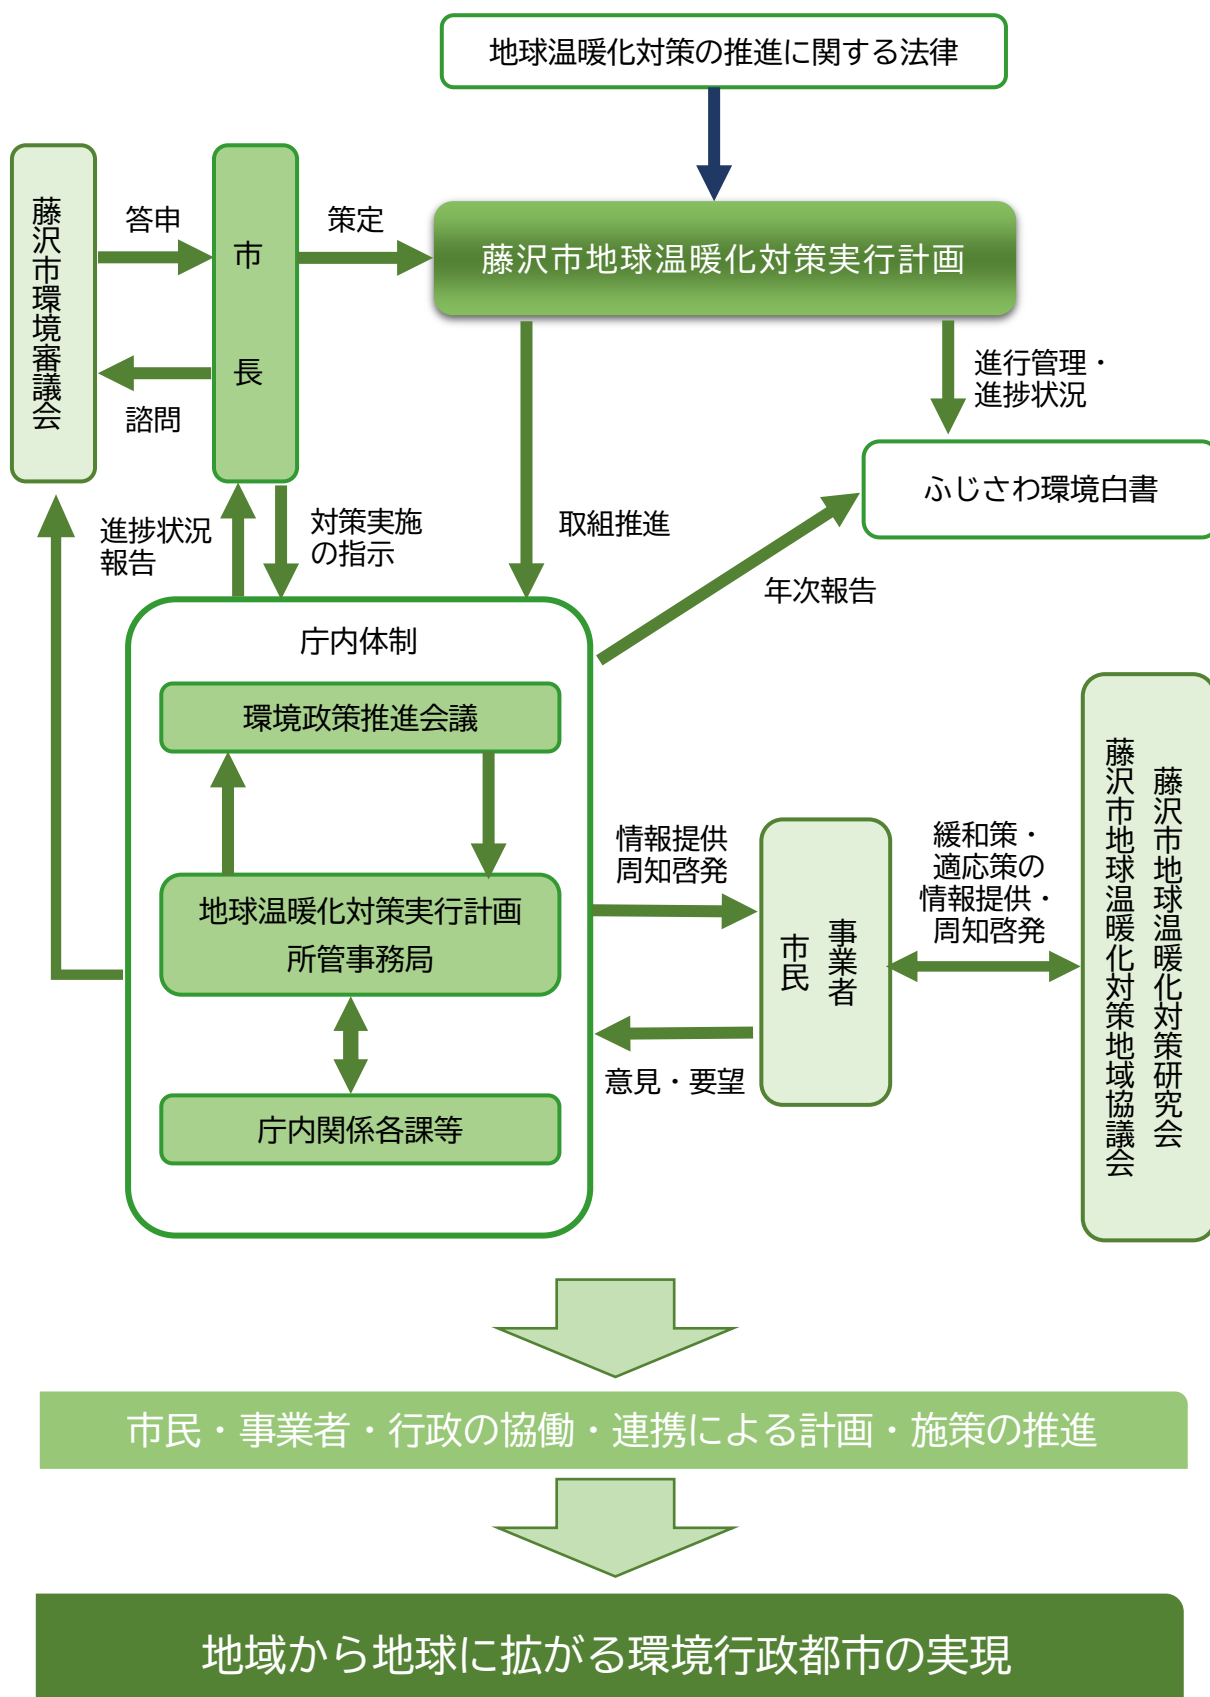 地球温暖化対策の推進に関する法律
藤沢市環境審議会
答申
市長
策定
藤沢市地球温暖化対策実行計画
諮問
進行管理・
進捗状況
ふじさわ環境白書
進捗状況
報告
対策実施
の指示
取組推進
年次報告
庁内体制
環境政策推進会議
地球温暖化対策実行計画
所管事務局
庁内関係各課等
情報提供
周知啓発
意見・要望
事業者
市民
緩和策・
適応策の
情報提供・
周知啓発
藤沢市地球温暖化対策研究会
藤沢市地球温暖化対策地域協議会
市民・事業者・行政の協働・連携による計画・施策の推進
地域から地球に拡がる環境行政都市の実現